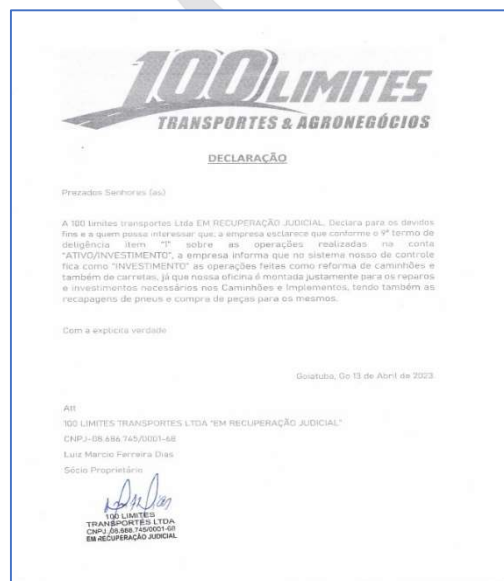 100 LIMITES
TRANSPORTES & AGRONEGÓCIOS
DECLARAÇÃO
Prezados Senhores (as)
A 100 limites transportes Ltda EM RECUPERAÇÃO JUDICIAL, Declara para os devidos
fins e a quem possa interessar que, a empresa esclarece que conforme o 9º termo de
deligência item "1" sobre as operações realizadas na conta
"ATIVO/INVESTIMENTO", a empresa informa que no sistema nosso de controle
fica como "INVESTIMENTO" as operações feitas como reforma de caminhões e
também de carretas, já que nossa oficina é montada justamente para os reparos
e investimentos necessários nos Caminhões e Implementos, tendo também as
recapagens de pneus e compra de peças para os mesmos.
Com a explicita verdade
Goiatuba, Go 13 de Abril de 2023.
Att
100 LIMITES TRANSPORTES LTDA "EM RECUPERAÇÃO JUDICIAL"
CNPJ-08.686.745/0001-68
Luiz Marcio Ferreira Dias
Sócio Proprietário
100 LIMITES
TRANSPORTES LTDA
CNPJ 08.686.745/0001-68
EM RECUPERAÇÃO JUDICIAL